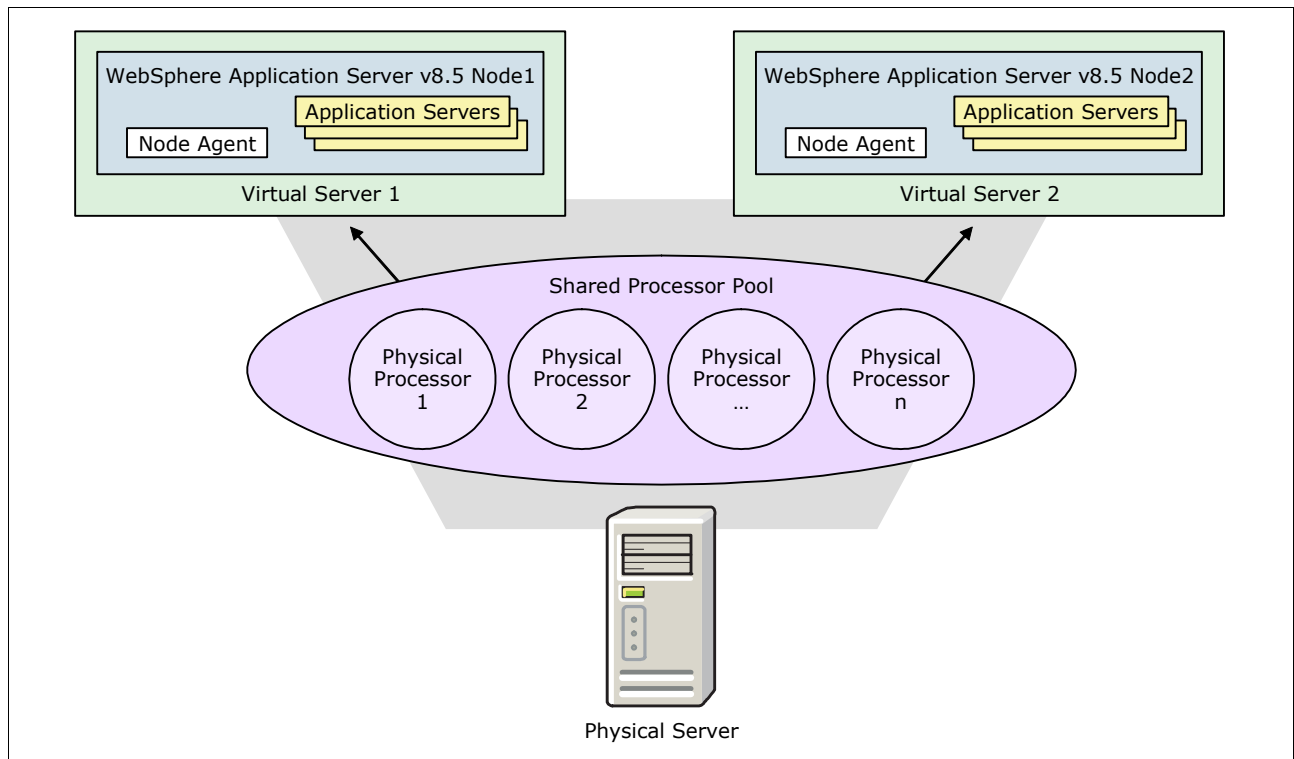 WebSphere Application Server v8.5 Node1
Application Servers
Node Agent
Virtual Server 1
WebSphere Application Server v8.5 Node2
Application Servers
Node Agent
Virtual Server 2
Shared Processor Pool
Physical
Processor
1
Physical
Processor
2
Physical
Processor
...
Physical
Processor
n
Physical Server